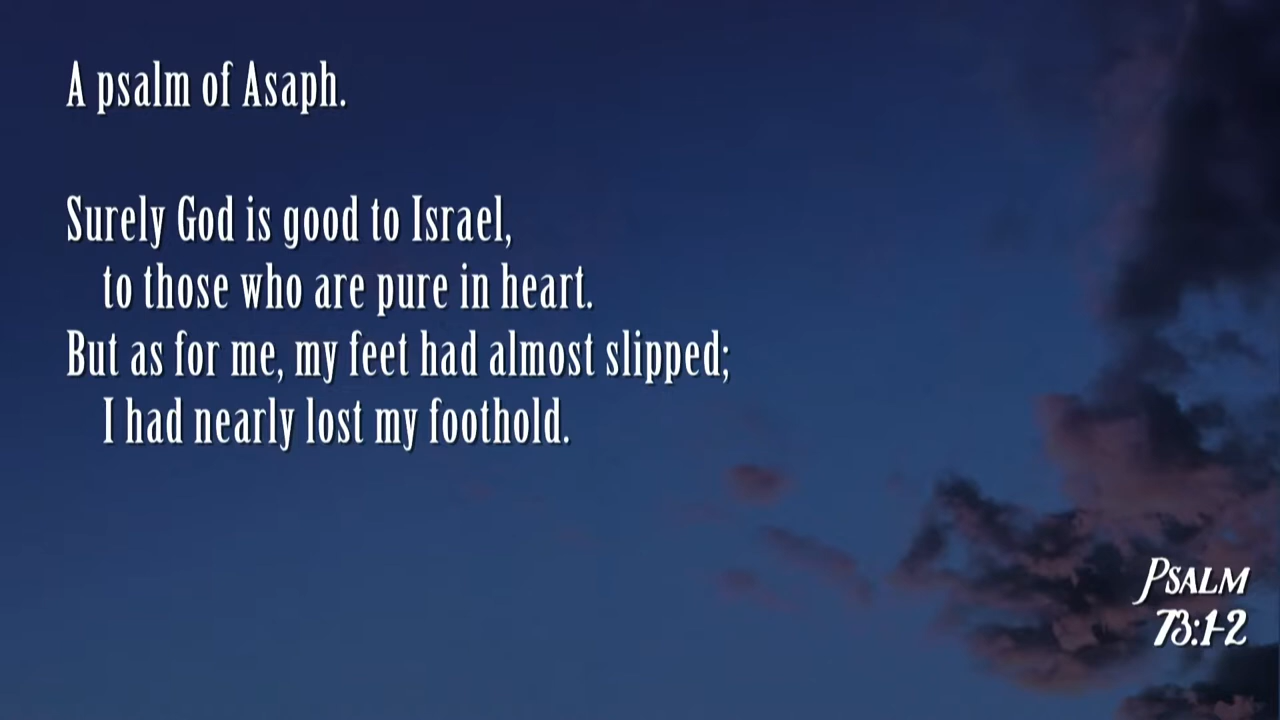 A psalm of Asaph.
Surely God is good to Israel,
to those who are pure in heart.
But as for me, my feet had almost slipped;
I had nearly lost my foothold.
Psalm
73:1-2